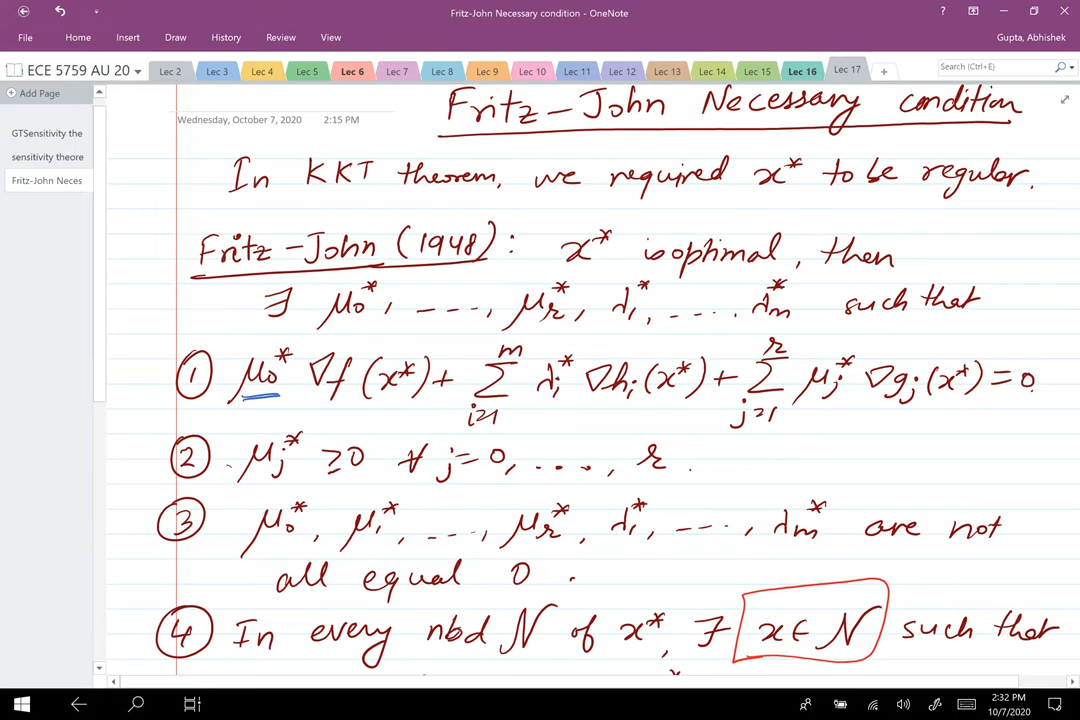 Fritz-John Necessary condition - OneNote
File Home Insert Draw History Review View
Gupta, Abhishek
ECE 5759 AU 20
Lec 2 Lec 3 Lec 4 Lec 5 Lec 6 Lec 7 Lec 8 Lec 9 Lec 10 Lec 11 Lec 12 Lec 13 Lec 14 Lec 15 Lec 16 Lec 17
Search (Ctrl+E)
Add Page
GTSensitivity the
sensitivity theore
Fritz-John Neces
Fritz-John Necessary condition
Wednesday, October 7, 2020 2:15 PM
In KKT theorem, we required x* to be regular.
Fritz-John (1948): x* is optimal, then
∃ μ₀*, ----, μᵣ*, λ₁*, ----. λₘ* such that
① μ₀* ∇f(x*) + Σᵢ₌₁ᵐ λᵢ* ∇hᵢ(x*) + Σⱼ₌₁ʳ μⱼ* ∇gⱼ(x*) = 0.
② μⱼ* ≥ 0 ∀ j = 0, ...., r.
③ μ₀*, μ₁*, ---, μᵣ*, λ₁*, ----, λₘ* are not
all equal 0.
④ In every nbd N of x*, ∃ x ∈ N such that
2:32 PM
10/7/2020